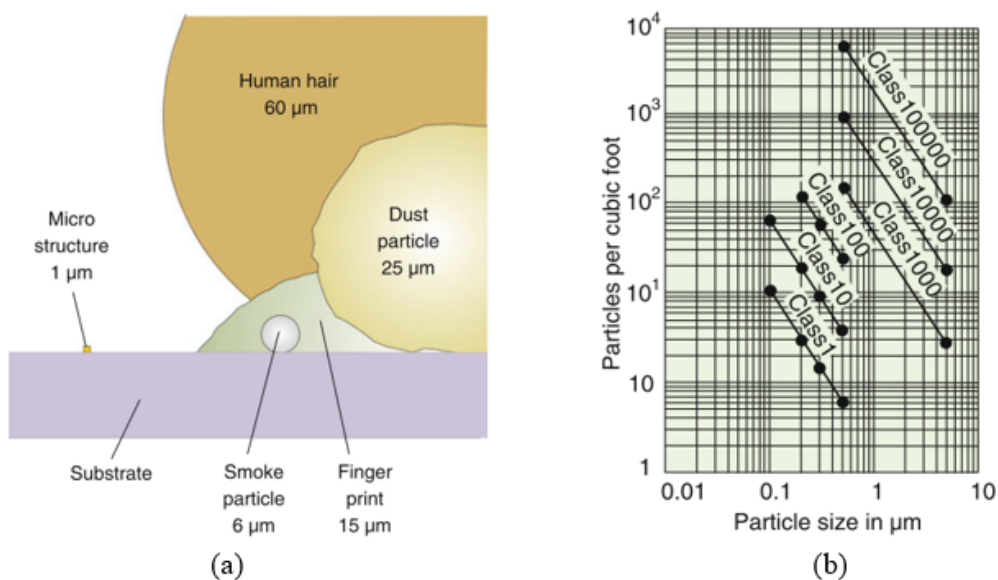 Human hair
60 µm
Dust
particle
25 µm
Micro
structure
1 µm
Substrate
Smoke
particle
6 µm
Finger
print
15 µm
(a)
Particles per cubic foot
10⁴
10³
10²
10¹
10
1
Class100000
Class10000
Class1000
Class100
Class10
Class1
0.01
0.1
1
10
Particle size in µm
(b)